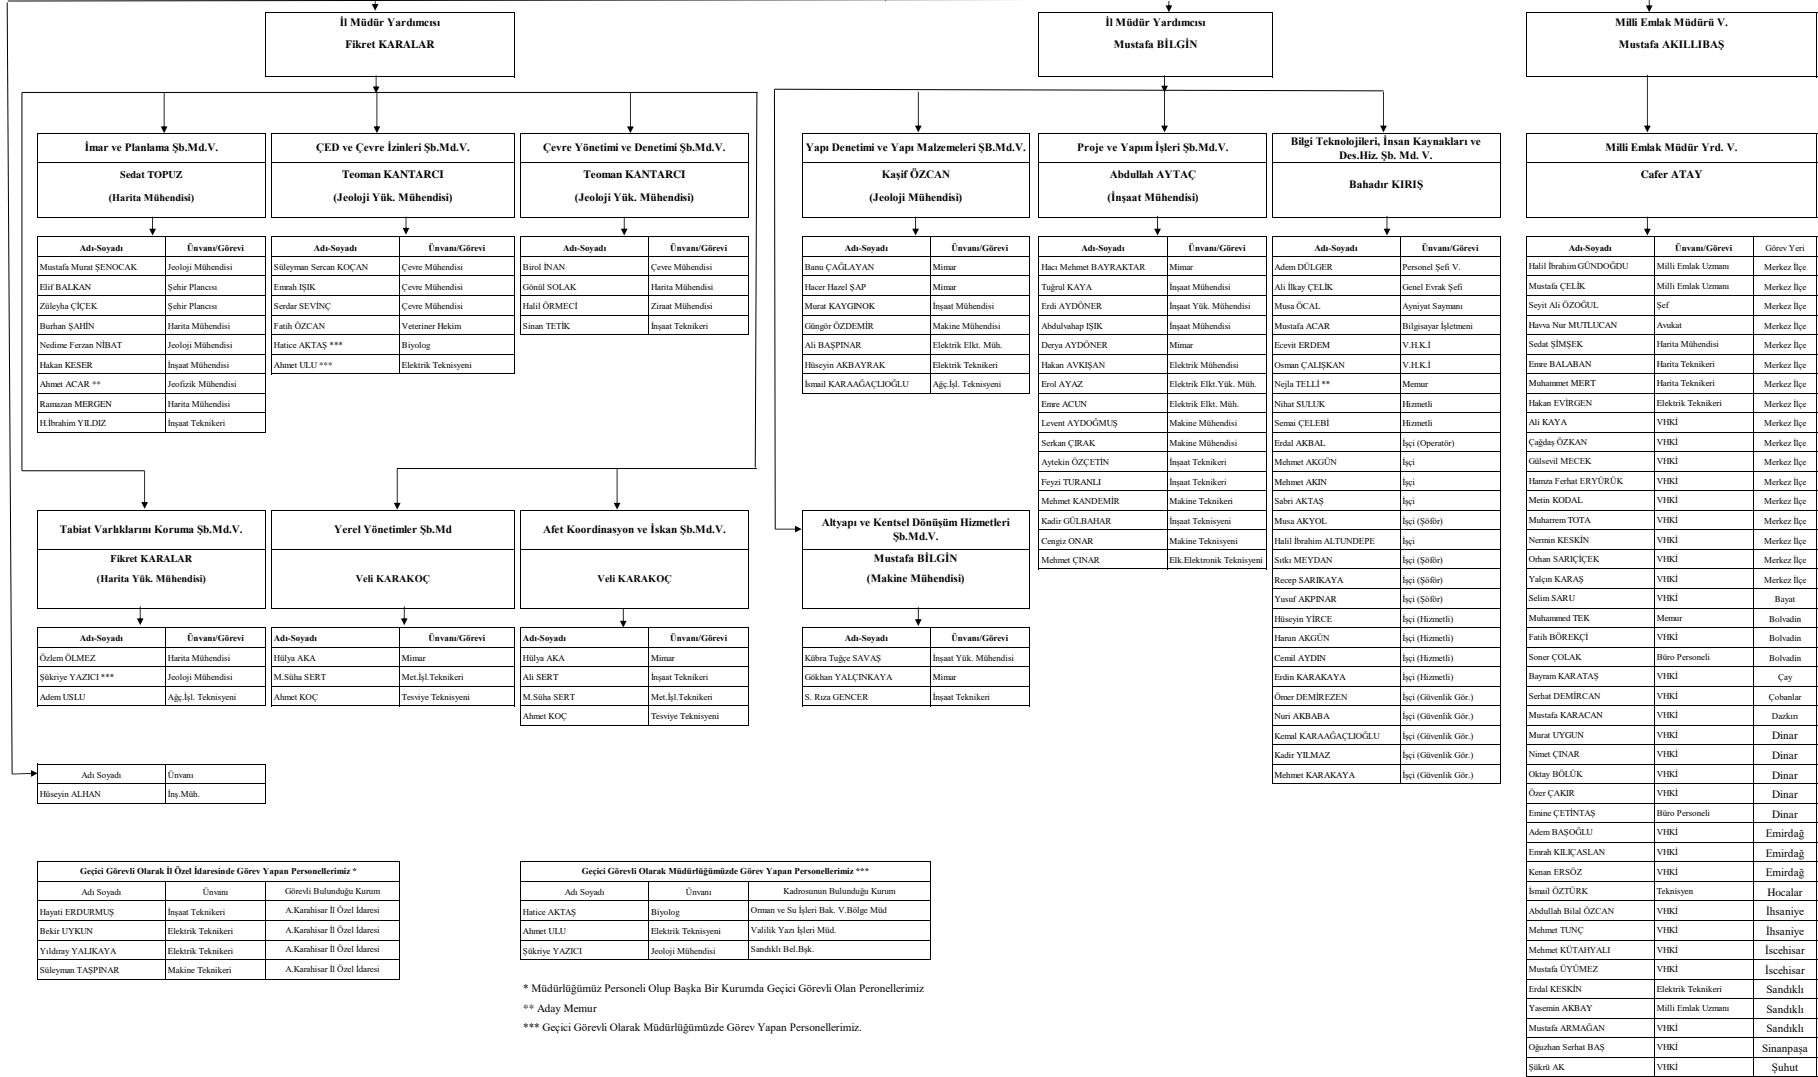 İl Müdür Yardımcısı
Fikret KARALAR
İl Müdür Yardımcısı
Mustafa BİLGİN
Milli Emlak Müdürü V.
Mustafa AKILLIBAŞ
İmar ve Planlama Şb.Md.V.
Sedat TOPUZ
(Harita Mühendisi)
ÇED ve Çevre İzinleri Şb.Md.V.
Teoman KANTARCI
(Jeoloji Yük. Mühendisi)
Çevre Yönetimi ve Denetimi Şb.Md.V.
Teoman KANTARCI
(Jeoloji Yük. Mühendisi)
Yapı Denetimi ve Yapı Malzemeleri ŞB.Md.V.
Kaşif ÖZCAN
(Jeoloji Mühendisi)
Proje ve Yapım İşleri Şb.Md.V.
Abdullah AYTAÇ
(İnşaat Mühendisi)
Bilgi Teknolojileri, İnsan Kaynakları ve
Des.Hiz. Şb. Md. V.
Bahadır KIRIŞ
Milli Emlak Müdür Yrd. V.
Cafer ATAY
Adı-Soyadı Ünvanı/Görevi
Mustafa Murat ŞENOCAK Jeoloji Mühendisi
Elif BALKAN Şehir Plancısı
Züleyha ÇİÇEK Şehir Plancısı
Burhan ŞAHİN Harita Mühendisi
Nedime Ferzan NİBAT Jeoloji Mühendisi
Hakan KESER İnşaat Mühendisi
Ahmet ACAR ** Jeofizik Mühendisi
Ramazan MERGEN Harita Mühendisi
H.İbrahim YILDIZ İnşaat Teknikeri
Adı-Soyadı Ünvanı/Görevi
Süleyman Sercan KOÇAN Çevre Mühendisi
Emrah IŞIK Çevre Mühendisi
Serdar SEVİNÇ Çevre Mühendisi
Fatih ÖZCAN Veteriner Hekim
Hatice AKTAŞ *** Biyolog
Ahmet ULU *** Elektrik Teknisyeni
Adı-Soyadı Ünvanı/Görevi
Birol İNAN Çevre Mühendisi
Gönül SOLAK Harita Mühendisi
Halil ÖRMECİ Ziraat Mühendisi
Sinan TETİK İnşaat Teknikeri
Adı-Soyadı Ünvanı/Görevi
Banu ÇAĞLAYAN Mimar
Hacer Hazel ŞAP Mimar
Murat KAYGINOK İnşaat Mühendisi
Güngör ÖZDEMİR Makine Mühendisi
Ali BAŞPINAR Elektrik Elkt. Müh.
Hüseyin AKBAYRAK Elektrik Teknikeri
İsmail KARAAĞAÇLIOĞLU Ağç.İşl. Teknisyeni
Adı-Soyadı Ünvanı/Görevi
Hacı Mehmet BAYRAKTAR Mimar
Tuğrul KAYA İnşaat Mühendisi
Erdi AYDÖNER İnşaat Yük. Mühendisi
Abdulvahap IŞIK İnşaat Mühendisi
Derya AYDÖNER Mimar
Hakan AVKIŞAN Elektrik Mühendisi
Erol AYAZ Elektrik Elkt.Yük. Müh.
Emre ACUN Elektrik Elkt. Müh.
Levent AYDOĞMUŞ Makine Mühendisi
Serkan ÇIRAK Makine Mühendisi
Aytekin ÖZÇETİN İnşaat Teknikeri
Feyzi TURANLI İnşaat Teknikeri
Mehmet KANDEMİR Makine Teknikeri
Kadir GÜLBAHAR İnşaat Teknisyeni
Cengiz ONAR Makine Teknisyeni
Mehmet ÇINAR Elk.Elektronik Teknisyeni
Adı-Soyadı Ünvanı/Görevi
Adem DÜLGER Personel Şefi V.
Ali İlkay ÇELİK Genel Evrak Şefi
Musa ÖCAL Ayniyat Saymanı
Mustafa ACAR Bilgisayar İşletmeni
Ecevit ERDEM V.H.K.İ
Osman ÇALIŞKAN V.H.K.İ
Nejla TELLİ ** Memur
Nihat SULUK Hizmetli
Semai ÇELEBİ Hizmetli
Erdal AKBAL İşçi (Operatör)
Mehmet AKGÜN İşçi
Mehmet AKIN İşçi
Sabri AKTAŞ İşçi
Musa AKYOL İşçi (Şöför)
Halil İbrahim ALTUNDEPE İşçi
Sıtkı MEYDAN İşçi (Şöför)
Recep SARIKAYA İşçi (Şöför)
Yusuf AKPINAR İşçi (Şöför)
Hüseyin YİRCE İşçi (Hizmetli)
Harun AKGÜN İşçi (Hizmetli)
Cemil AYDIN İşçi (Hizmetli)
Erdin KARAKAYA İşçi (Hizmetli)
Ömer DEMİREZEN İşçi (Güvenlik Gör.)
Nuri AKBABA İşçi (Güvenlik Gör.)
Kemal KARAAĞAÇLIOĞLU İşçi (Güvenlik Gör.)
Kadir YILMAZ İşçi (Güvenlik Gör.)
Mehmet KARAKAYA İşçi (Güvenlik Gör.)
Adı-Soyadı Ünvanı/Görevi Görev Yeri
Halil İbrahim GÜNDOĞDU Milli Emlak Uzmanı Merkez İlçe
Mustafa ÇELİK Milli Emlak Uzmanı Merkez İlçe
Seyit Ali ÖZOĞUL Şef Merkez İlçe
Havva Nur MUTLUCAN Avukat Merkez İlçe
Sedat ŞİMŞEK Harita Mühendisi Merkez İlçe
Emre BALABAN Harita Teknikeri Merkez İlçe
Muhammet MERT Harita Teknikeri Merkez İlçe
Hakan EVİRGEN Elektrik Teknikeri Merkez İlçe
Ali KAYA VHKİ Merkez İlçe
Çağdaş ÖZKAN VHKİ Merkez İlçe
Gülsevil MECEK VHKİ Merkez İlçe
Hamza Ferhat ERYÜRÜK VHKİ Merkez İlçe
Metin KODAL VHKİ Merkez İlçe
Muharrem TOTA VHKİ Merkez İlçe
Nermin KESKİN VHKİ Merkez İlçe
Orhan SARIÇİÇEK VHKİ Merkez İlçe
Yalçın KARAŞ VHKİ Merkez İlçe
Selim SARU VHKİ Bayat
Muhammed TEK Memur Bolvadin
Fatih BÖREKÇİ VHKİ Bolvadin
Soner ÇOLAK Büro Personeli Bolvadin
Bayram KARATAŞ VHKİ Çay
Serhat DEMİRCAN VHKİ Çobanlar
Mustafa KARACAN VHKİ Dazkırı
Murat UYGUN VHKİ Dinar
Nimet ÇINAR VHKİ Dinar
Oktay BÖLÜK VHKİ Dinar
Özer ÇAKIR VHKİ Dinar
Emine ÇETİNTAŞ Büro Personeli Dinar
Adem BAŞOĞLU VHKİ Emirdağ
Emrah KILIÇASLAN VHKİ Emirdağ
Kenan ERSÖZ VHKİ Emirdağ
İsmail ÖZTÜRK Teknisyen Hocalar
Abdullah Bilal ÖZCAN VHKİ İhsaniye
Mehmet TUNÇ VHKİ İhsaniye
Mehmet KÜTAHYALI VHKİ İscehisar
Mustafa ÜYÜMEZ VHKİ İscehisar
Erdal KESKİN Elektrik Teknikeri Sandıklı
Yasemin AKBAY Milli Emlak Uzmanı Sandıklı
Mustafa ARMAĞAN VHKİ Sandıklı
Oğuzhan Serhat BAŞ VHKİ Sinanpaşa
Şükrü AK VHKİ Şuhut
Tabiat Varlıklarını Koruma Şb.Md.V.
Fikret KARALAR
(Harita Yük. Mühendisi)
Yerel Yönetimler Şb.Md
Veli KARAKOÇ
Afet Koordinasyon ve İskan Şb.Md.V.
Veli KARAKOÇ
Altyapı ve Kentsel Dönüşüm Hizmetleri
Şb.Md.V.
Mustafa BİLGİN
(Makine Mühendisi)
Adı-Soyadı Ünvanı/Görevi
Özlem ÖLMEZ Harita Mühendisi
Şükriye YAZICI *** Jeoloji Mühendisi
Adem USLU Ağç.İşl. Teknisyeni
Adı-Soyadı Ünvanı/Görevi
Hülya AKA Mimar
M.Süha SERT Met.İşl.Teknikeri
Ahmet KOÇ Tesviye Teknisyeni
Adı-Soyadı Ünvanı/Görevi
Hülya AKA Mimar
Ali SERT İnşaat Teknikeri
M.Süha SERT Met.İşl.Teknikeri
Ahmet KOÇ Tesviye Teknisyeni
Adı-Soyadı Ünvanı/Görevi
Kübra Tuğçe SAVAŞ İnşaat Yük. Mühendisi
Gökhan YALÇINKAYA Mimar
S. Rıza GENCER İnşaat Teknikeri
Adı Soyadı Ünvanı
Hüseyin ALHAN İnş.Müh.
Geçici Görevli Olarak İl Özel İdaresinde Görev Yapan Personellerimiz *
Adı Soyadı Ünvanı Görevli Bulunduğu Kurum
Hayati ERDURMUŞ İnşaat Teknikeri A.Karahisar İl Özel İdaresi
Bekir UYKUN Elektrik Teknikeri A.Karahisar İl Özel İdaresi
Yıldıray YALIKAYA Elektrik Teknikeri A.Karahisar İl Özel İdaresi
Süleyman TAŞPINAR Makine Teknikeri A.Karahisar İl Özel İdaresi
Geçici Görevli Olarak Müdürlüğümüzde Görev Yapan Personellerimiz ***
Adı Soyadı Ünvanı Kadrosunun Bulunduğu Kurum
Hatice AKTAŞ Biyolog Orman ve Su İşleri Bak. V.Bölge Müd
Ahmet ULU Elektrik Teknisyeni Valilik Yazı İşleri Müd.
Şükriye YAZICI Jeoloji Mühendisi Sandıklı Bel.Bşk.
* Müdürlüğümüz Personeli Olup Başka Bir Kurumda Geçici Görevli Olan Peronellerimiz
** Aday Memur
*** Geçici Görevli Olarak Müdürlüğümüzde Görev Yapan Personellerimiz.